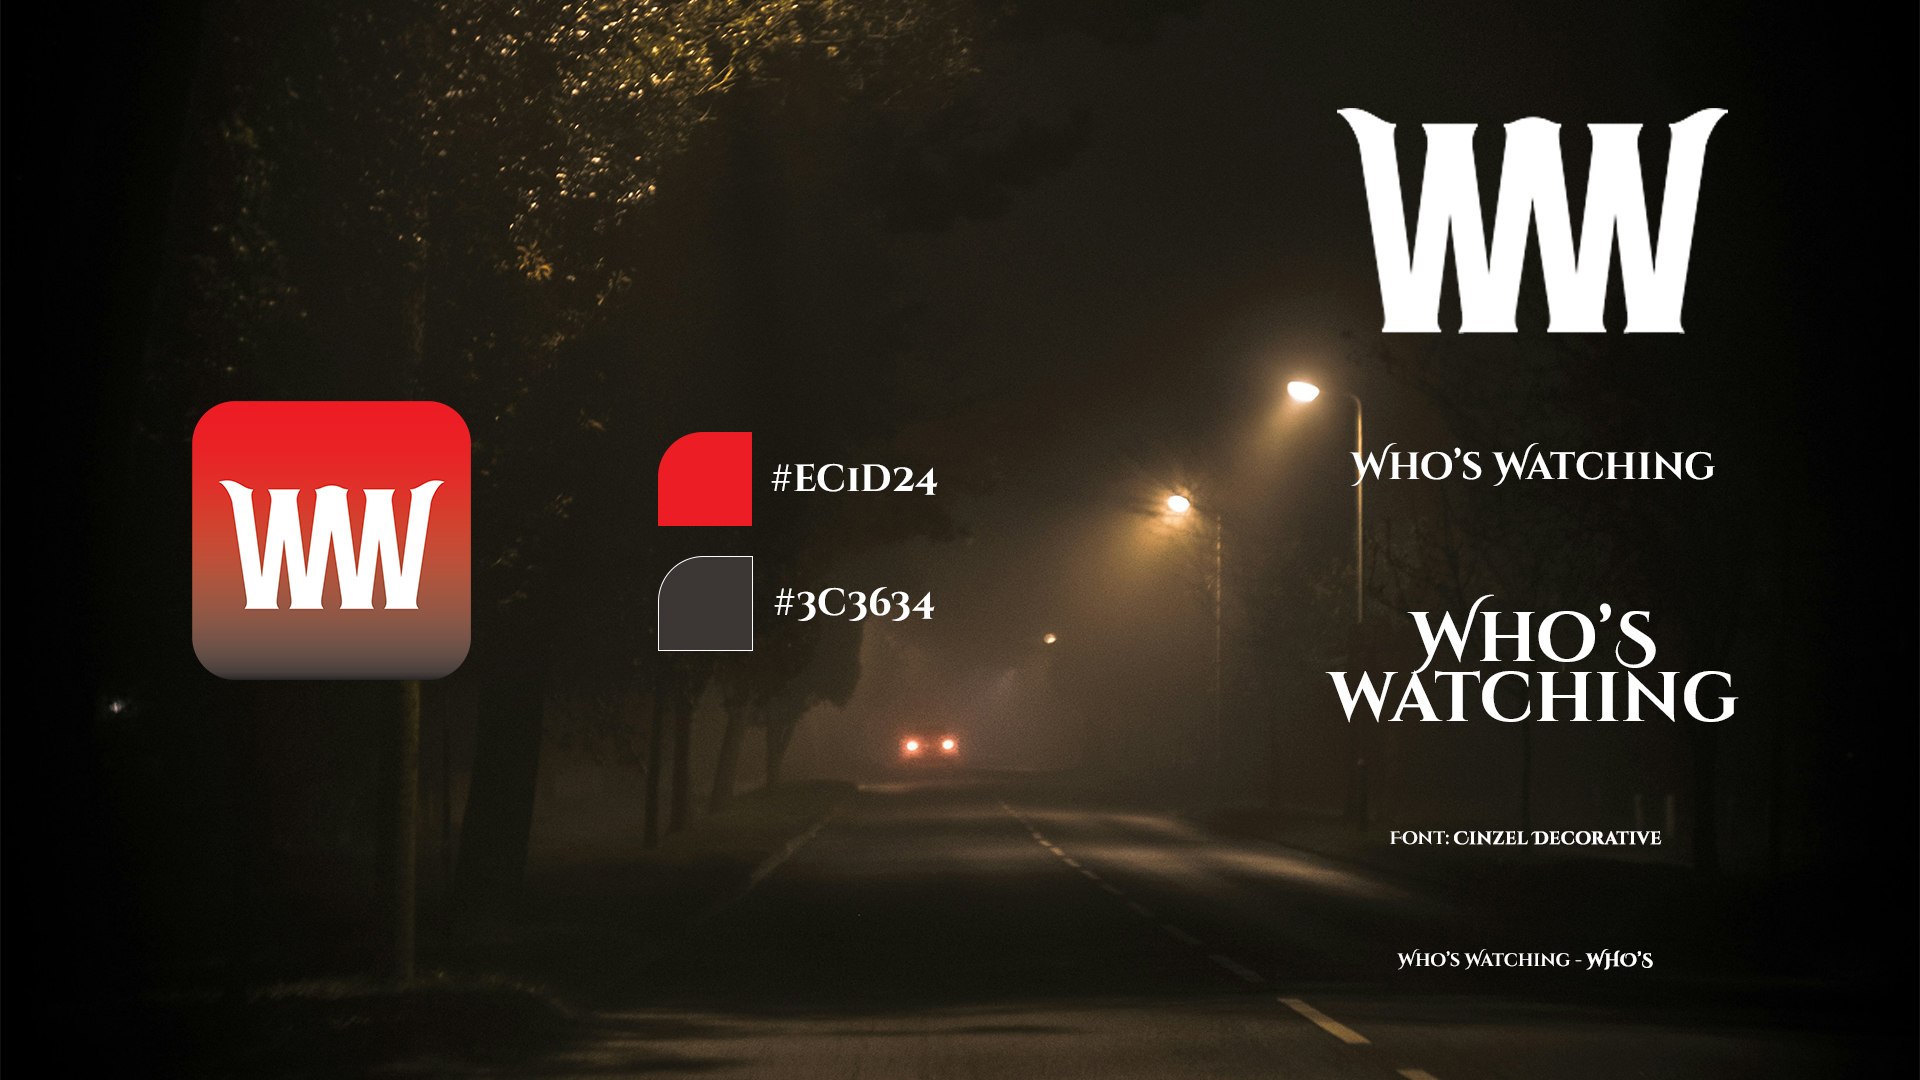 WW
WHO'S WATCHING
WHO'S
WATCHING
FONT: CINZEL DECORATIVE
WHO'S WATCHING - WHO'S
WW
#EC1D24
#3C3634